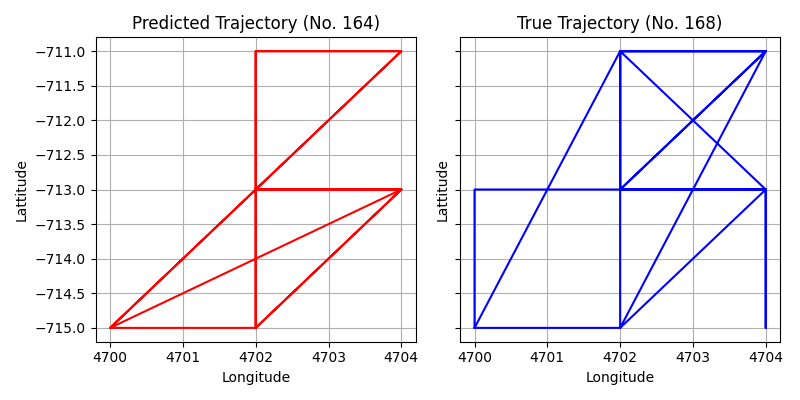 Predicted Trajectory (No. 164)
True Trajectory (No. 168)
−711.0
−711.5
−712.0
−712.5
−713.0
−713.5
−714.0
−714.5
−715.0
Lattitude
Lattitude
4700 4701 4702 4703 4704
4700 4701 4702 4703 4704
Longitude
Longitude